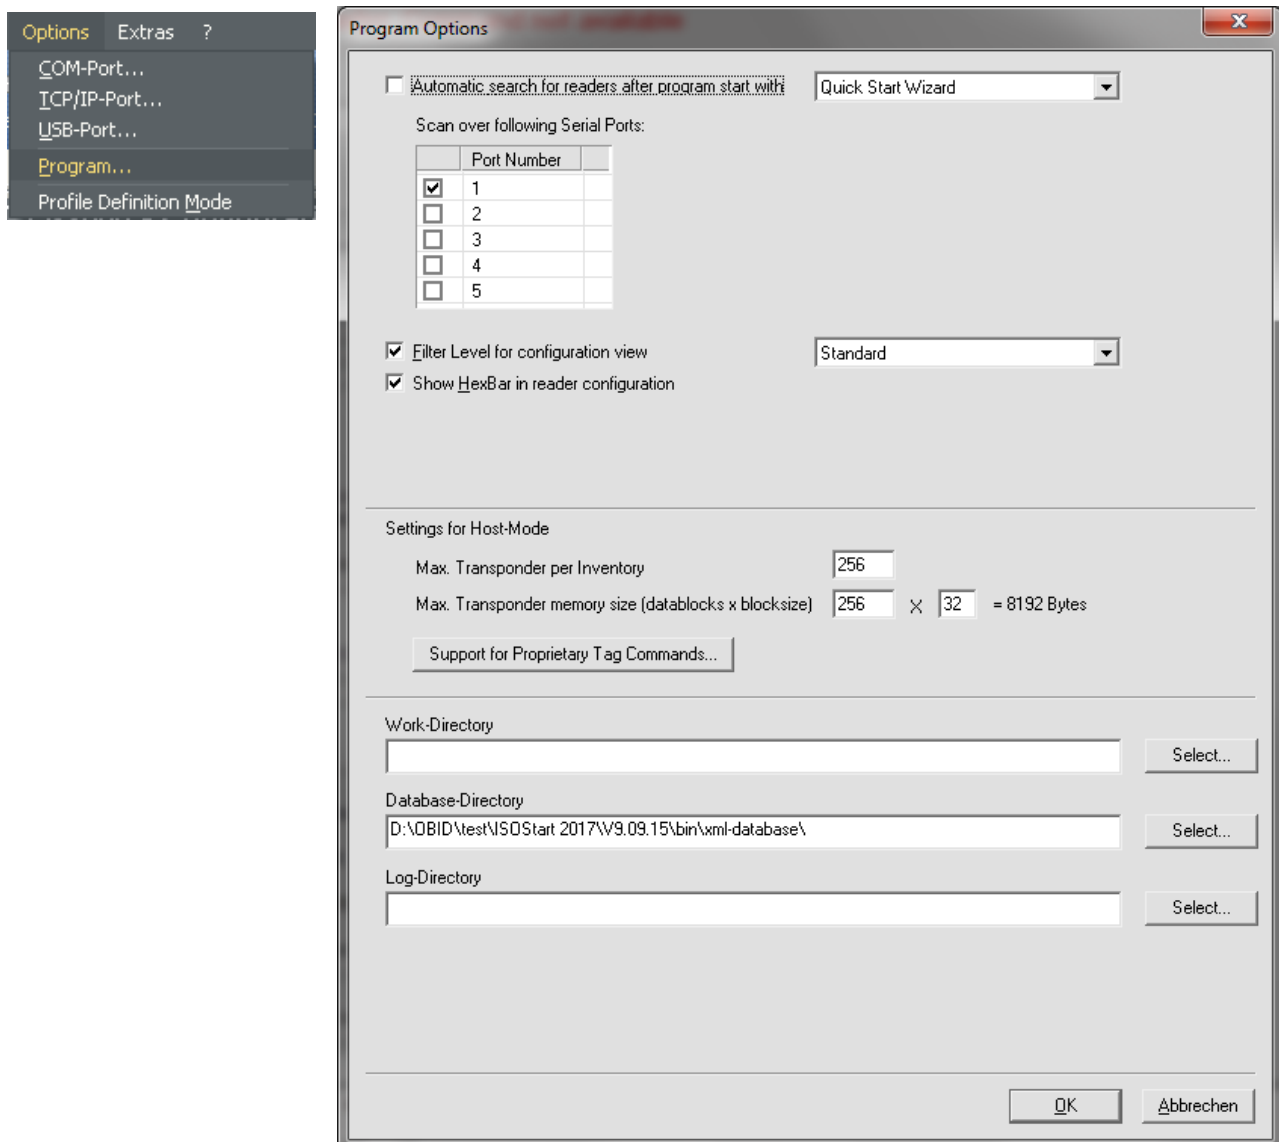 Options Extras ?
COM-Port...
TCP/IP-Port...
USB-Port...
Program...
Profile Definition Mode
not available
Program Options
Automatic search for readers after program start with Quick Start Wizard
Scan over following Serial Ports:
Port Number
1
2
3
4
5
Filter Level for configuration view Standard
Show HexBar in reader configuration
Settings for Host-Mode
Max. Transponder per Inventory 256
Max. Transponder memory size (datablocks x blocksize) 256 X 32 = 8192 Bytes
Support for Proprietary Tag Commands...
Work-Directory
Select...
Database-Directory
D:\OBID\test\ISOStart 2017\V9.09.15\bin\xml-database\ Select...
Log-Directory
Select...
OK Abbrechen